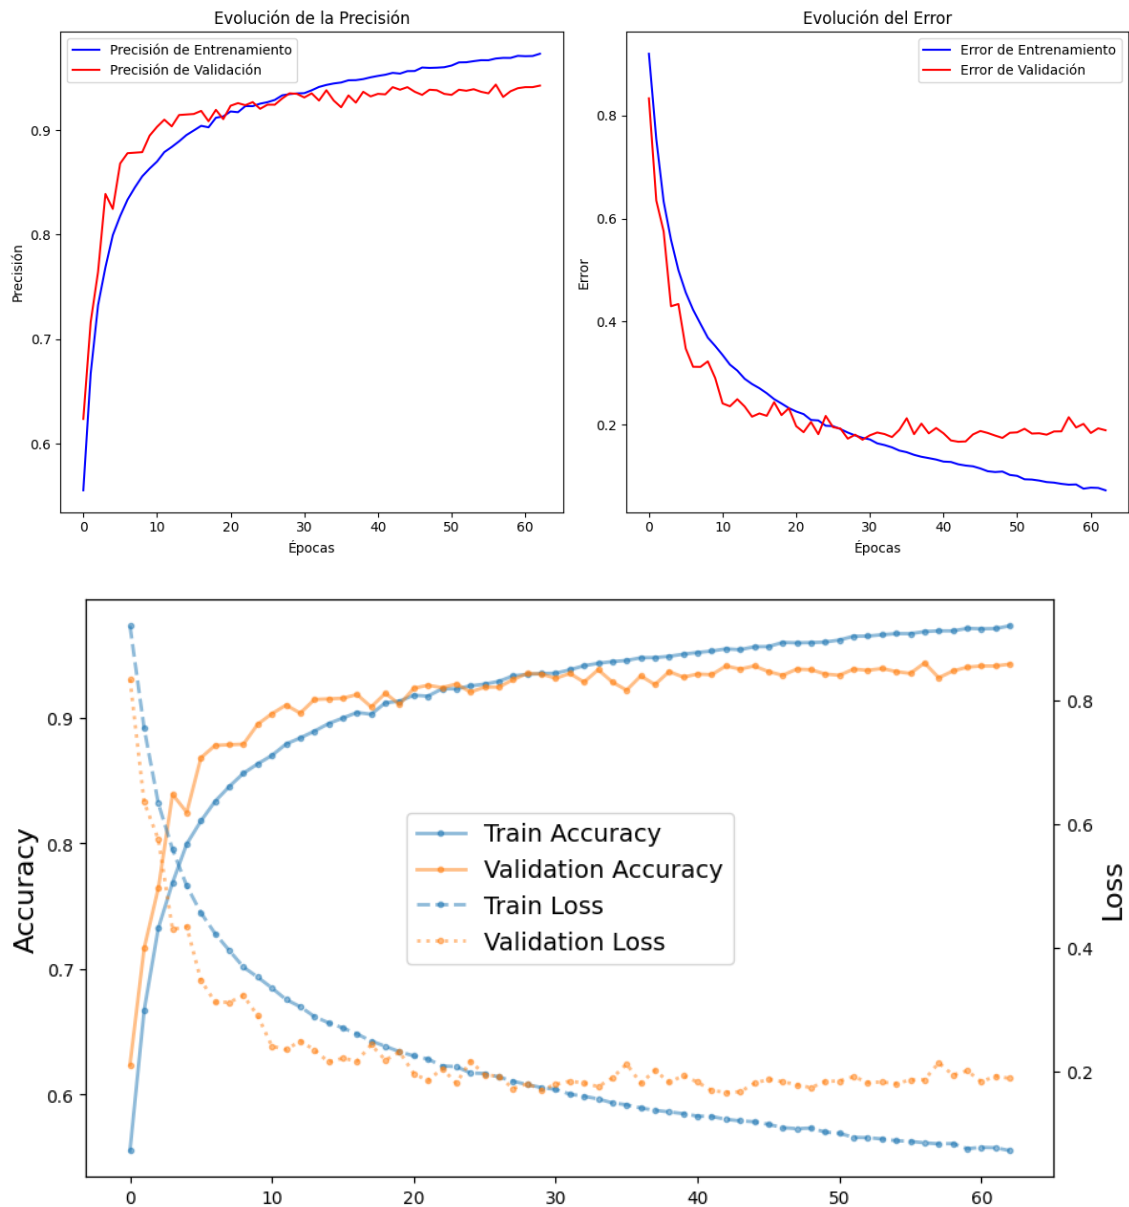 Evolución de la Precisión
Precisión de Entrenamiento
Precisión de Validación
0.9
0.8
0.7
0.6
Precisión
0 10 20 30 40 50 60
Épocas
Evolución del Error
Error de Entrenamiento
Error de Validación
0.8
0.6
0.4
0.2
Error
0 10 20 30 40 50 60
Épocas
0.9
0.8
0.7
0.6
Accuracy
Train Accuracy
Validation Accuracy
Train Loss
Validation Loss
0.8
0.6
0.4
0.2
Loss
0 10 20 30 40 50 60